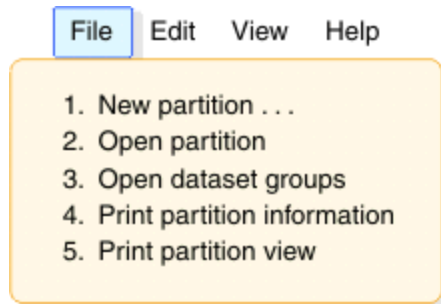 File Edit View Help
1. New partition . . .
2. Open partition
3. Open dataset groups
4. Print partition information
5. Print partition view